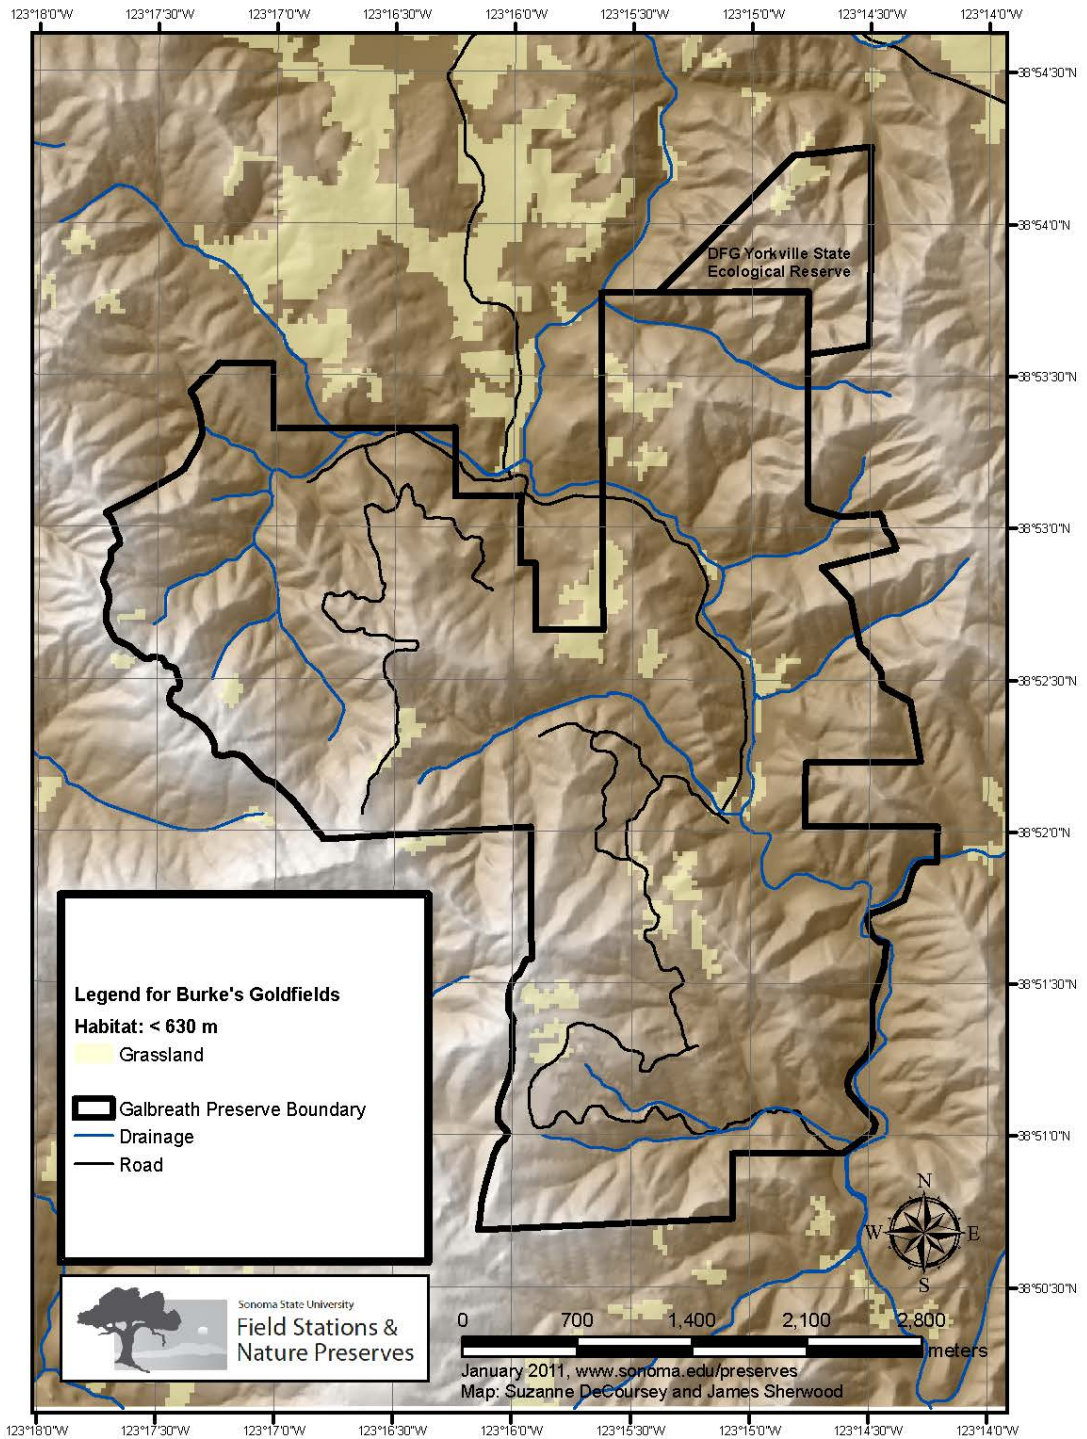 123°18'0"W 123°17'30"W 123°17'0"W 123°16'30"W 123°16'0"W 123°15'30"W 123°15'0"W 123°14'30"W 123°14'0"W
38°54'30"N
38°54'0"N
DFG Yorkville State
Ecological Reserve
38°53'30"N
38°53'0"N
38°52'30"N
38°52'0"N
38°51'30"N
38°51'0"N
38°50'30"N
Legend for Burke's Goldfields
Habitat: < 630 m
Grassland
Galbreath Preserve Boundary
Drainage
Road
N
W E
S
Sonoma State University
Field Stations &
Nature Preserves
0 700 1,400 2,100 2,800
meters
January 2011, www.sonoma.edu/preserves
Map: Suzanne DeCoursey and James Sherwood
123°18'0"W 123°17'30"W 123°17'0"W 123°16'30"W 123°16'0"W 123°15'30"W 123°15'0"W 123°14'30"W 123°14'0"W